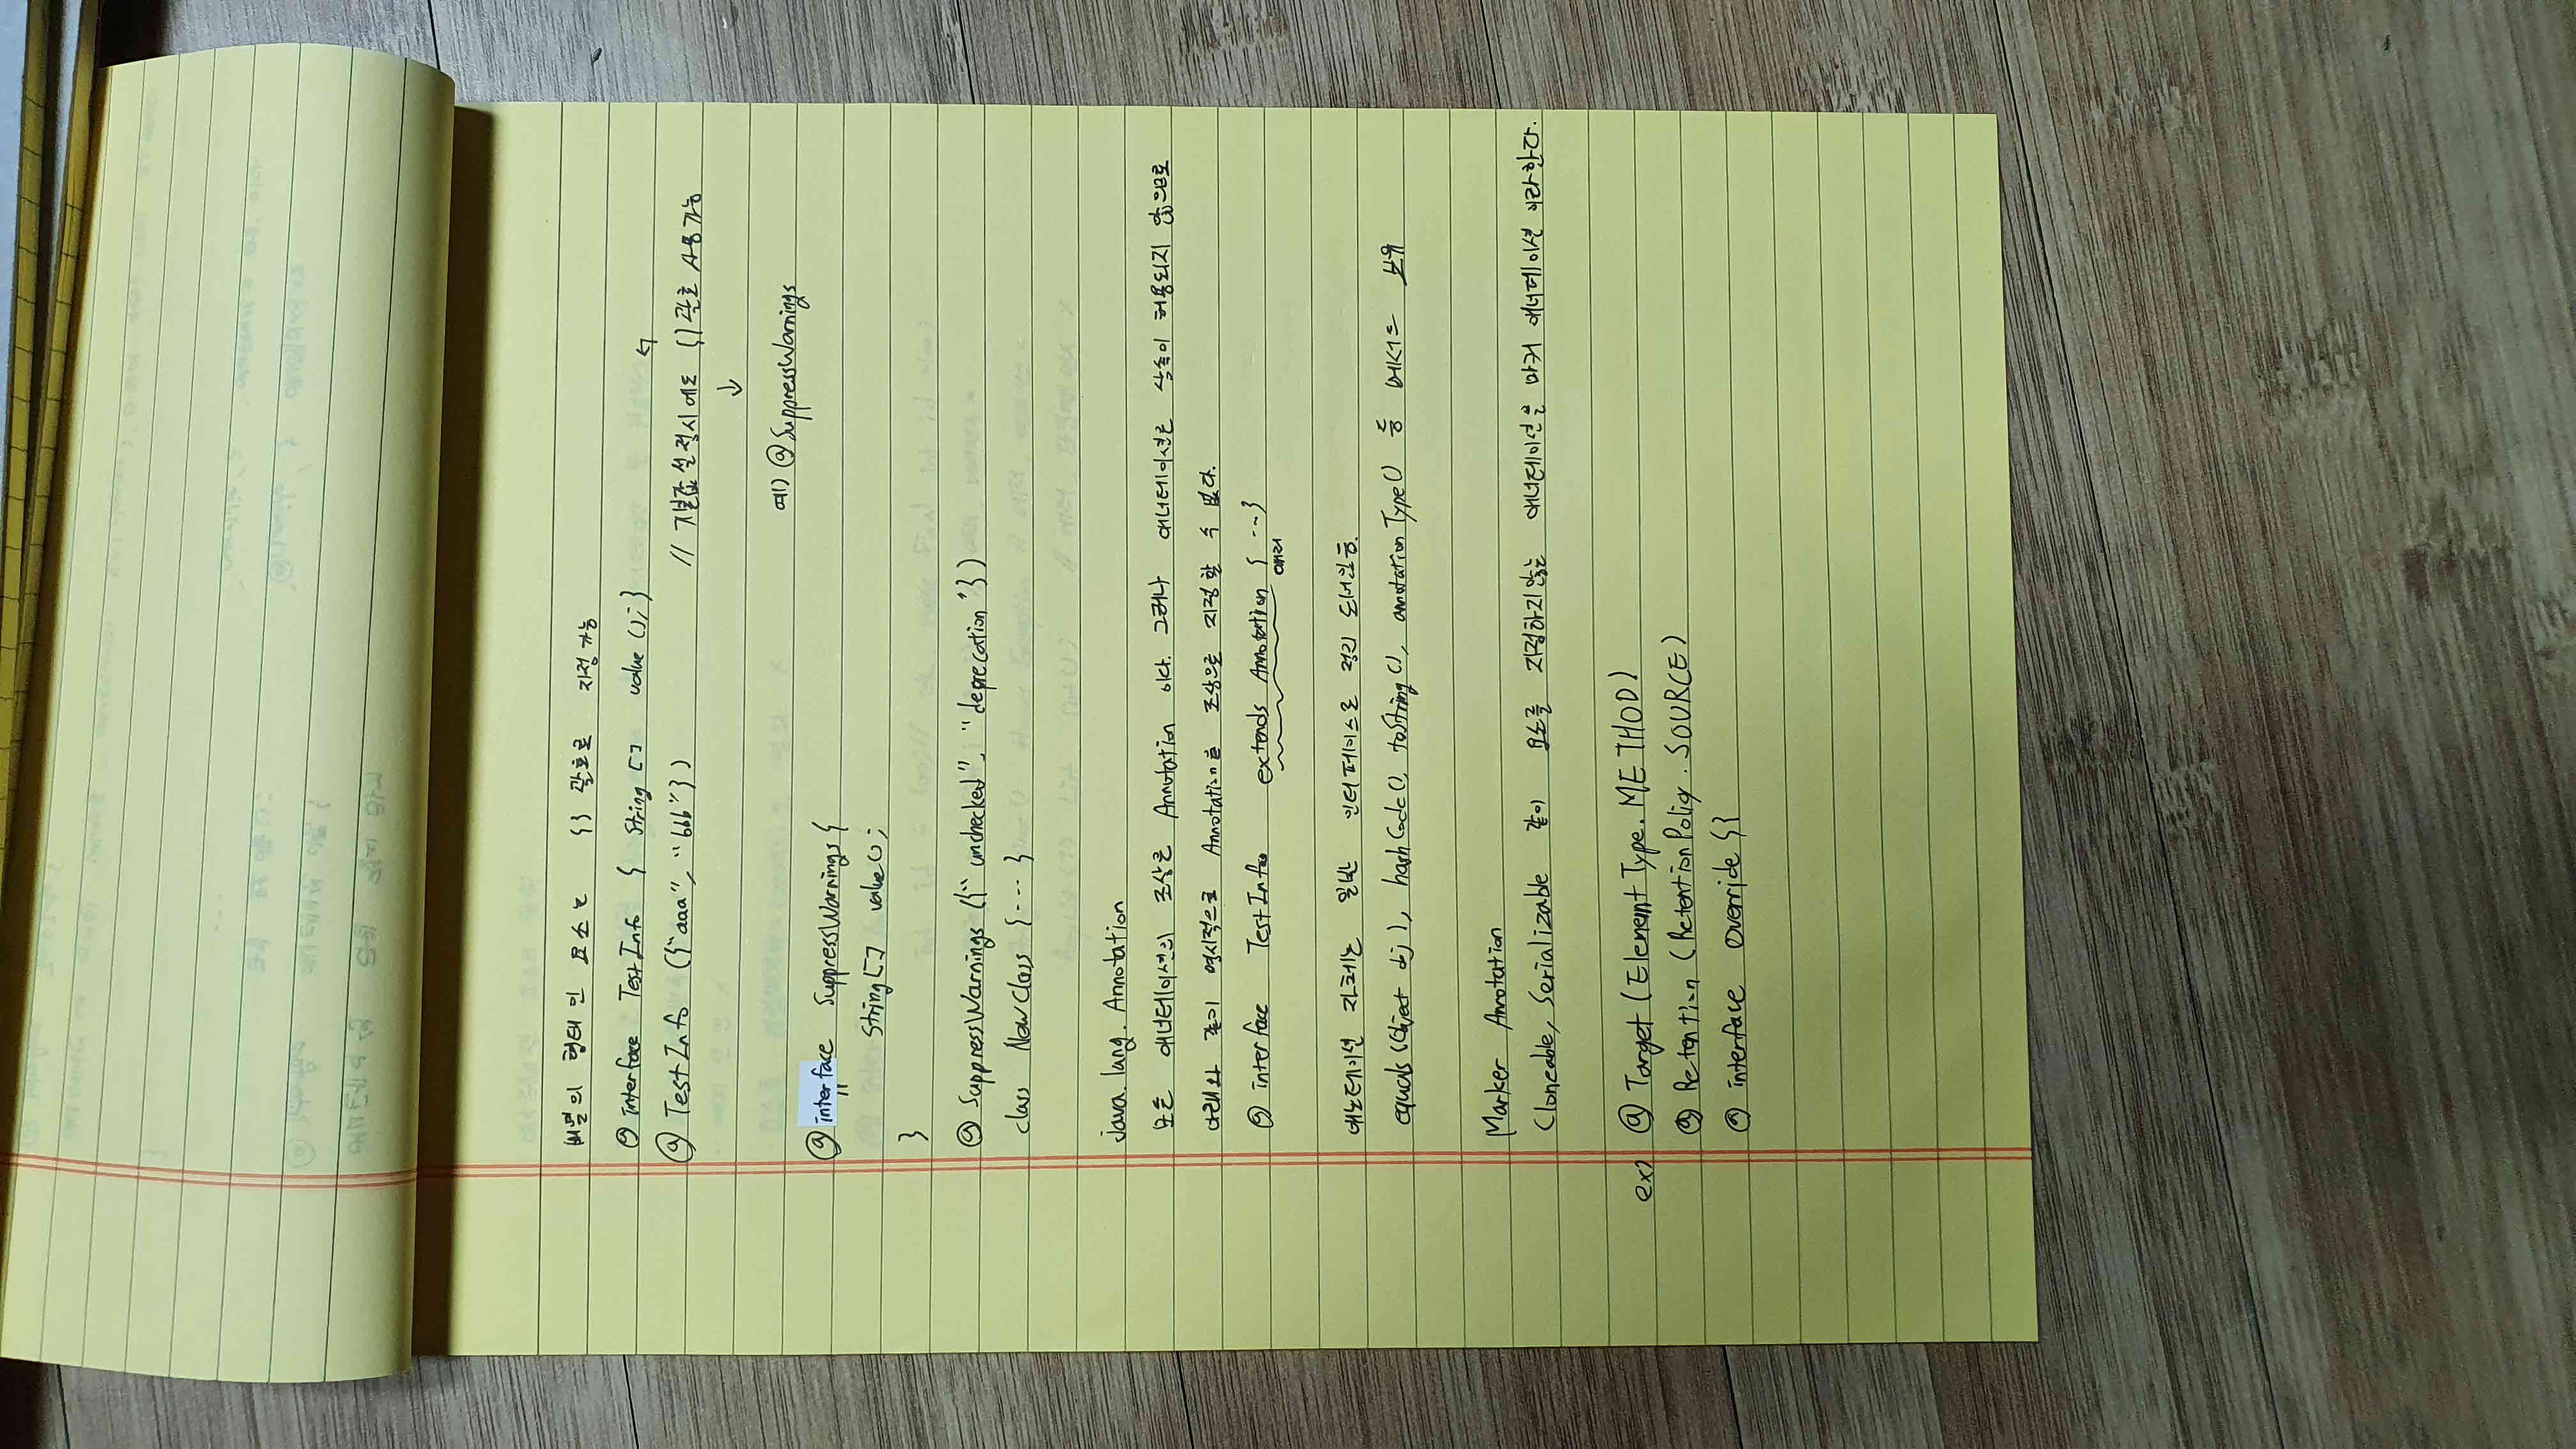 배열의 형태인 요소는 {} 괄호로 지정가능
@interface TestInfo { String [] value (); }
@TestInfo ({"aaa", "bbb"}) // 기본값 설정시에도 {} 괄호 사용가능
예) @SuppressWarnings
@interface SuppressWarnings {
String[] value();
}
@SuppressWarnings ({"unchecked", "deprecation"})
class NewClass {...}
java.lang.Annotation
모든 애너테이션의 조상은 Annotation 이다. 그러나 애너테이션은 상속이 허용되지 않으므로
아래와 같이 명시적으로 Annotation을 조상으로 지정할 수 없다.
@interface TestInfo extends Annotation {...}
에러
애노테이션 자체는 일반 인터페이스로 정의 되어있음.
equals (Object obj), hashCode(), toString(), annotationType() 등 메서드 보유
Marker Annotation
Cloneable, Serializable 같이 요소를 지정하지않는 애너테이션을 마커 애너테이션 이라한다.
ex) @Target (Element Type. METHOD)
@Retention (RetentionPolicy. SOURCE)
@interface Override {}